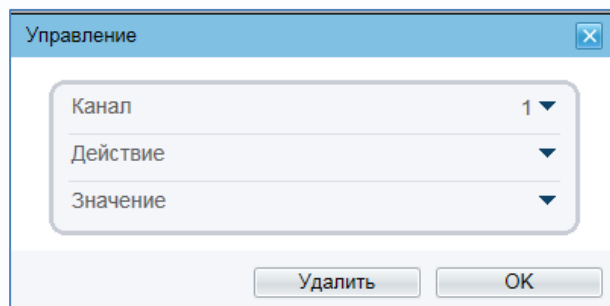 Управление
Канал 1
Действие
Значение
Удалить OK